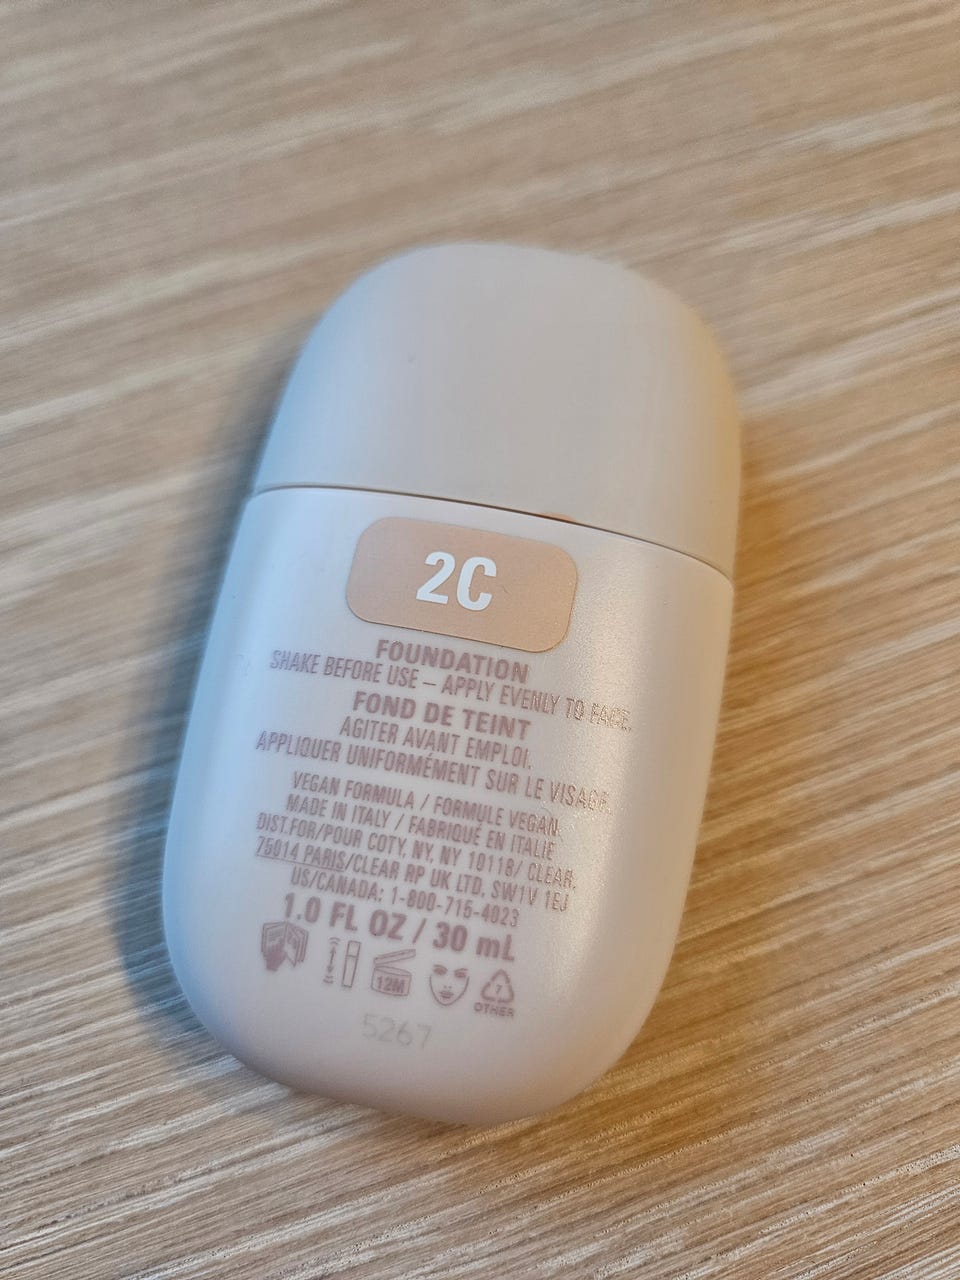 2C
FOUNDATION
SHAKE BEFORE USE – APPLY EVENLY TO FACE.
FOND DE TEINT
AGITER AVANT EMPLOI.
APPLIQUER UNIFORMÉMENT SUR LE VISAGE.
VEGAN FORMULA / FORMULE VEGAN.
MADE IN ITALY / FABRIQUÉ EN ITALIE
DIST.FOR/POUR COTY, NY, NY 10118/ CLEAR,
75014 PARIS/CLEAR RP UK LTD. SW1V 1EJ
US/CANADA: 1-800-715-4023
1.0 FL OZ / 30 mL
12M
7
OTHER
5267